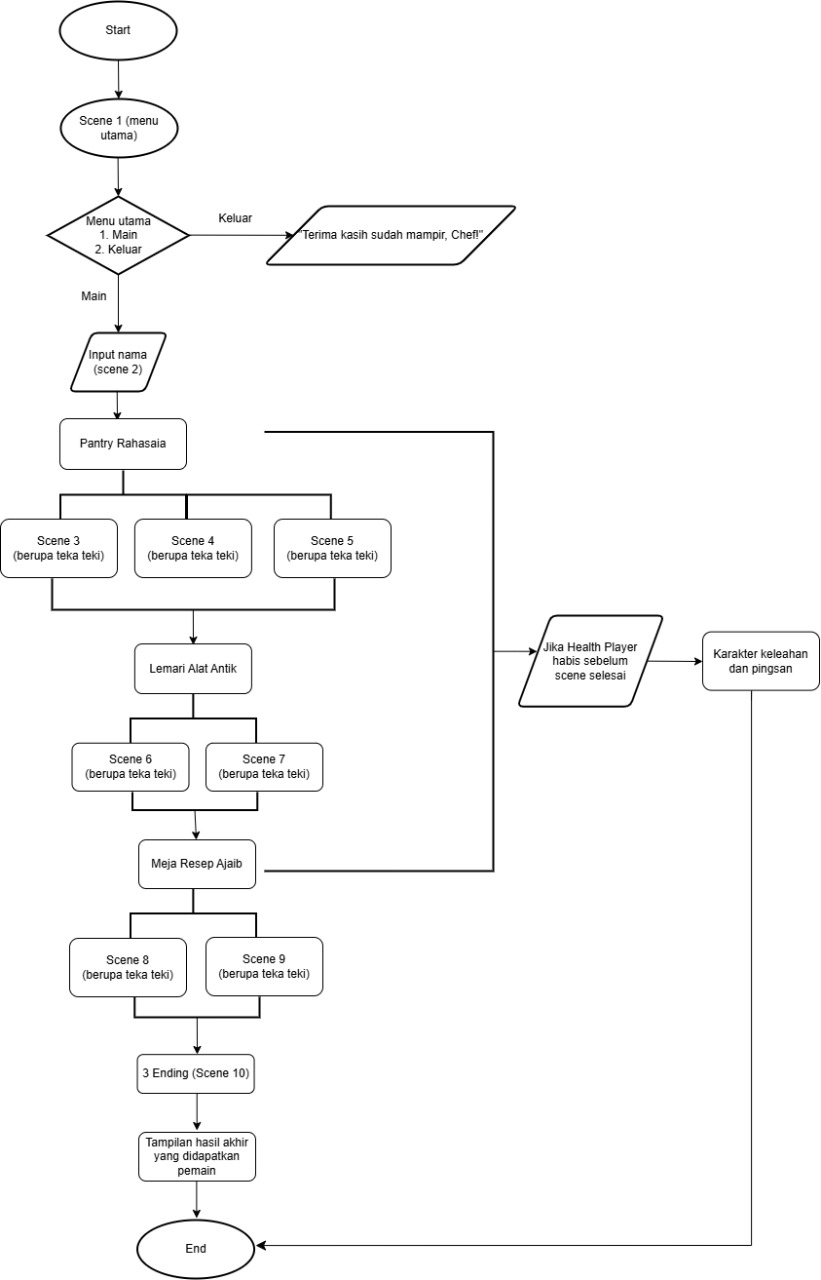 Start
Scene 1 (menu
utama)
Menu utama
1. Main
2. Keluar
Keluar
"Terima kasih sudah mampir, Chef!"
Main
Input nama
(scene 2)
Pantry Rahasaia
Scene 3
(berupa teka teki)
Scene 4
(berupa teka teki)
Scene 5
(berupa teka teki)
Lemari Alat Antik
Jika Health Player
habis sebelum
scene selesai
Karakter keleahan
dan pingsan
Scene 6
(berupa teka teki)
Scene 7
(berupa teka teki)
Meja Resep Ajaib
Scene 8
(berupa teka teki)
Scene 9
(berupa teka teki)
3 Ending (Scene 10)
Tampilan hasil akhir
yang didapatkan
pemain
End